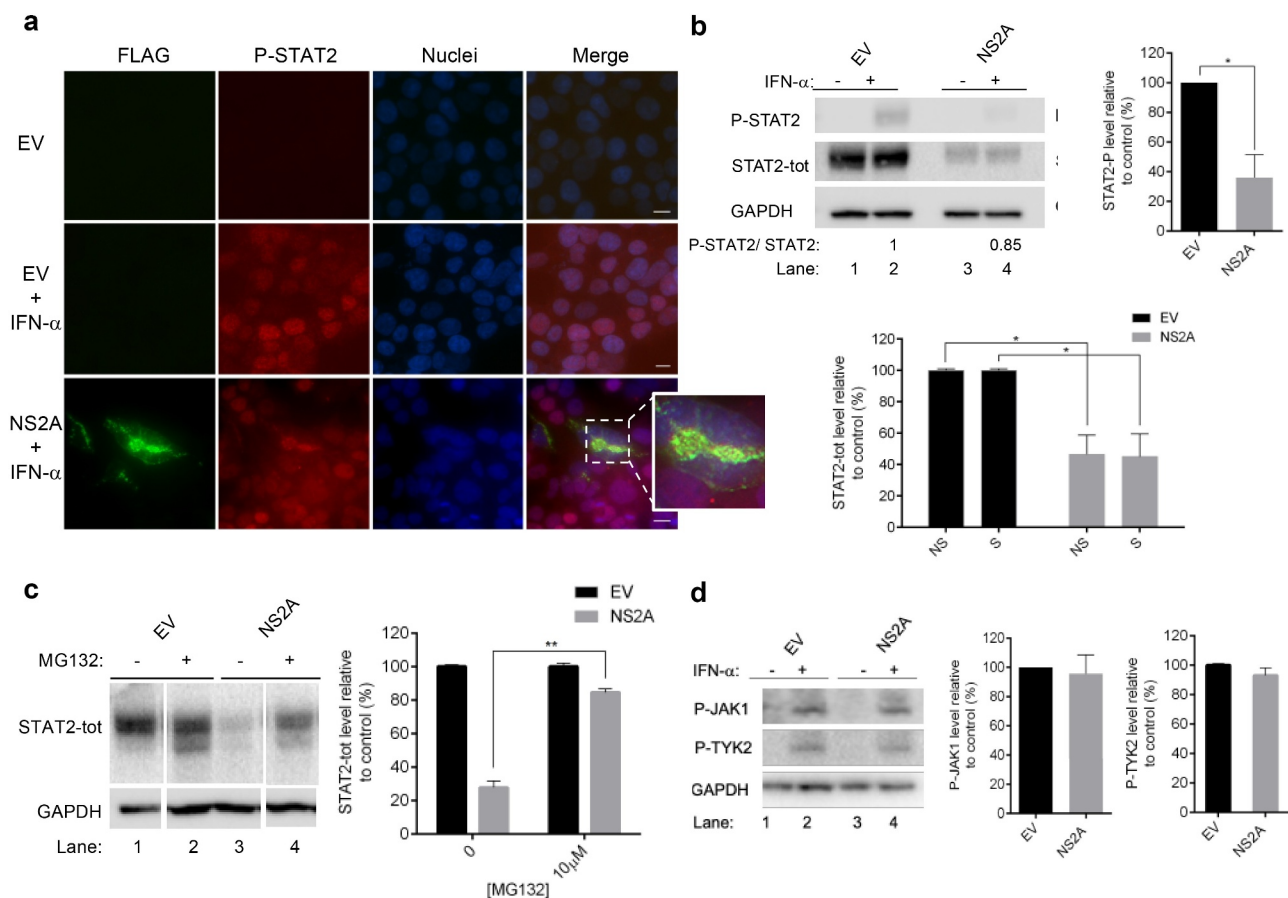 a
FLAG P-STAT2 Nuclei Merge
EV
EV
+
IFN-α
NS2A
+
IFN-α
b
EV NS2A
IFN-α: - + - +
P-STAT2
STAT2-tot
GAPDH
P-STAT2/ STAT2: 1 0.85
Lane: 1 2 3 4
STAT2-P level relative
to control (%)
120
100
80
60
40
20
0
*
EV NS2A
EV
NS2A
STAT2-tot level relative
to control (%)
120
100
80
60
40
20
0
* *
NS S NS S
c
EV NS2A
MG132: - + - +
STAT2-tot
GAPDH
Lane: 1 2 3 4
EV
NS2A
STAT2-tot level relative
to control (%)
120
100
80
60
40
20
0
**
0 10μM
[MG132]
d
EV NS2A
IFN-α: - + - +
P-JAK1
P-TYK2
GAPDH
Lane: 1 2 3 4
P-JAK1 level relative
to control (%)
120
100
80
60
40
20
0
EV NS2A
P-TYK2 level relative
to control (%)
120
100
80
60
40
20
0
EV NS2A